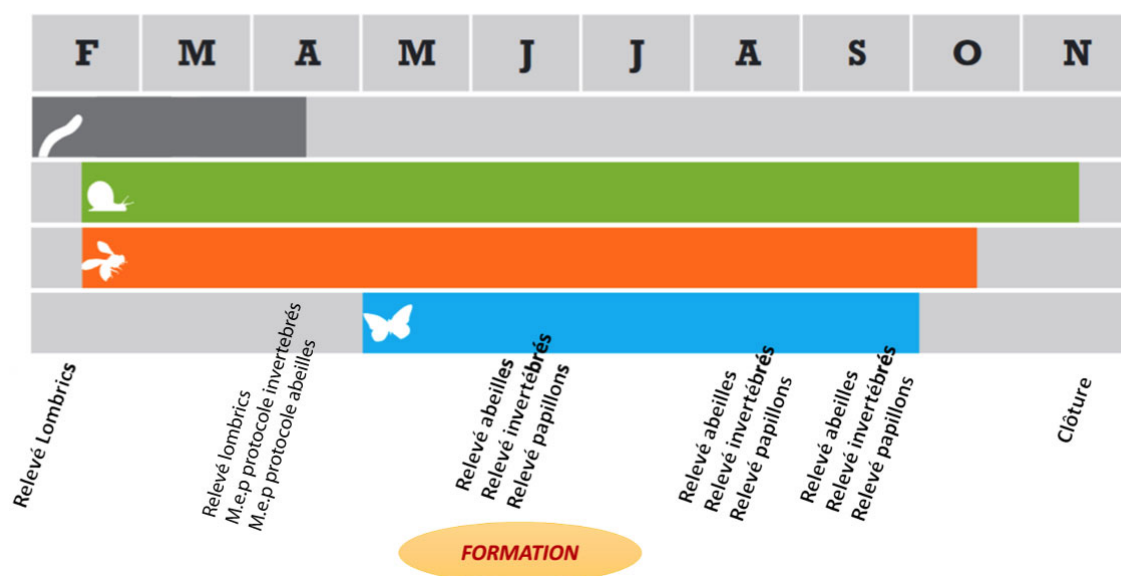 F M A M J J A S O N
Relevé Lombrics
Relevé lombrics
M.e.p protocole invertebrés
M.e.p protocole abeilles
Relevé abeilles
Relevé invertébrés
Relevé papillons
Relevé abeilles
Relevé invertébrés
Relevé papillons
Relevé abeilles
Relevé invertébrés
Relevé papillons
Clôture
FORMATION